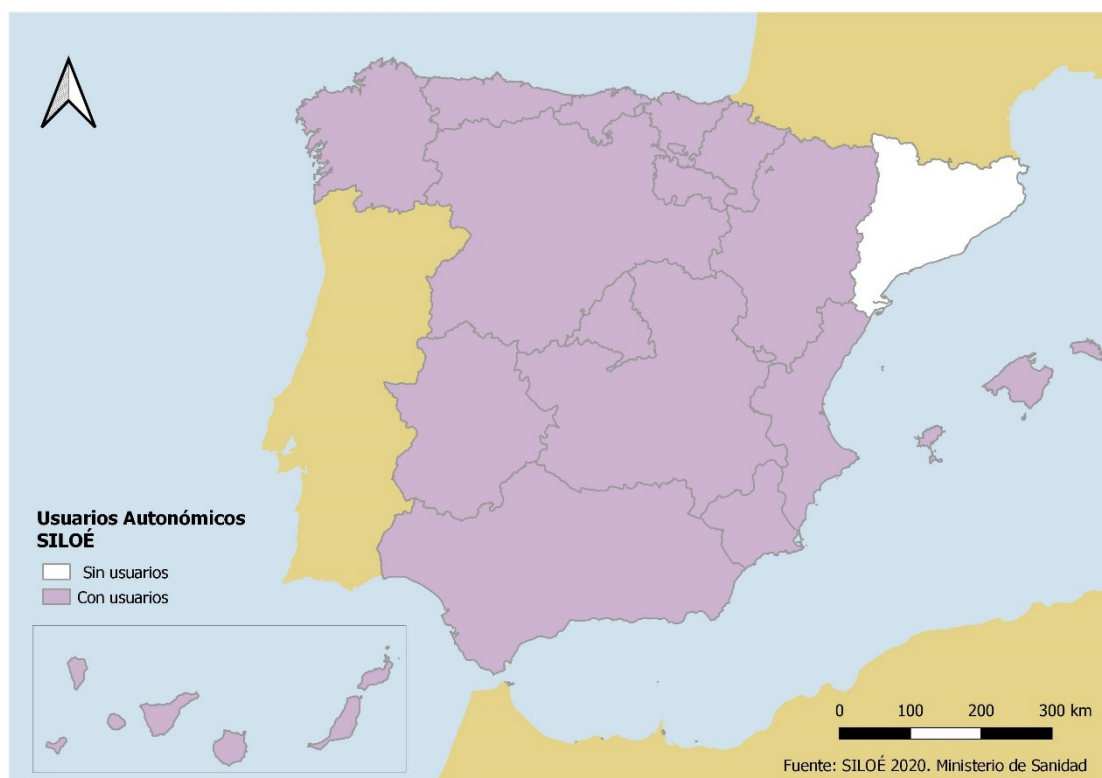 Usuarios Autonómicos
SILOÉ
Sin usuarios
Con usuarios
0 100 200 300 km
Fuente: SILOÉ 2020. Ministerio de Sanidad